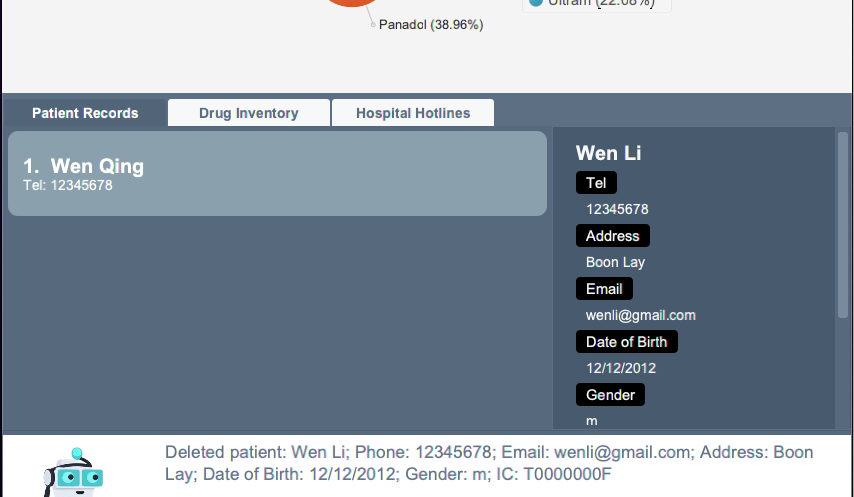 Ultram (22.08%)
Panadol (38.96%)
Patient Records
Drug Inventory
Hospital Hotlines
1. Wen Qing
Tel: 12345678
Wen Li
Tel
12345678
Address
Boon Lay
Email
wenli@gmail.com
Date of Birth
12/12/2012
Gender
m
Deleted patient: Wen Li; Phone: 12345678; Email: wenli@gmail.com; Address: Boon
Lay; Date of Birth: 12/12/2012; Gender: m; IC: T0000000F